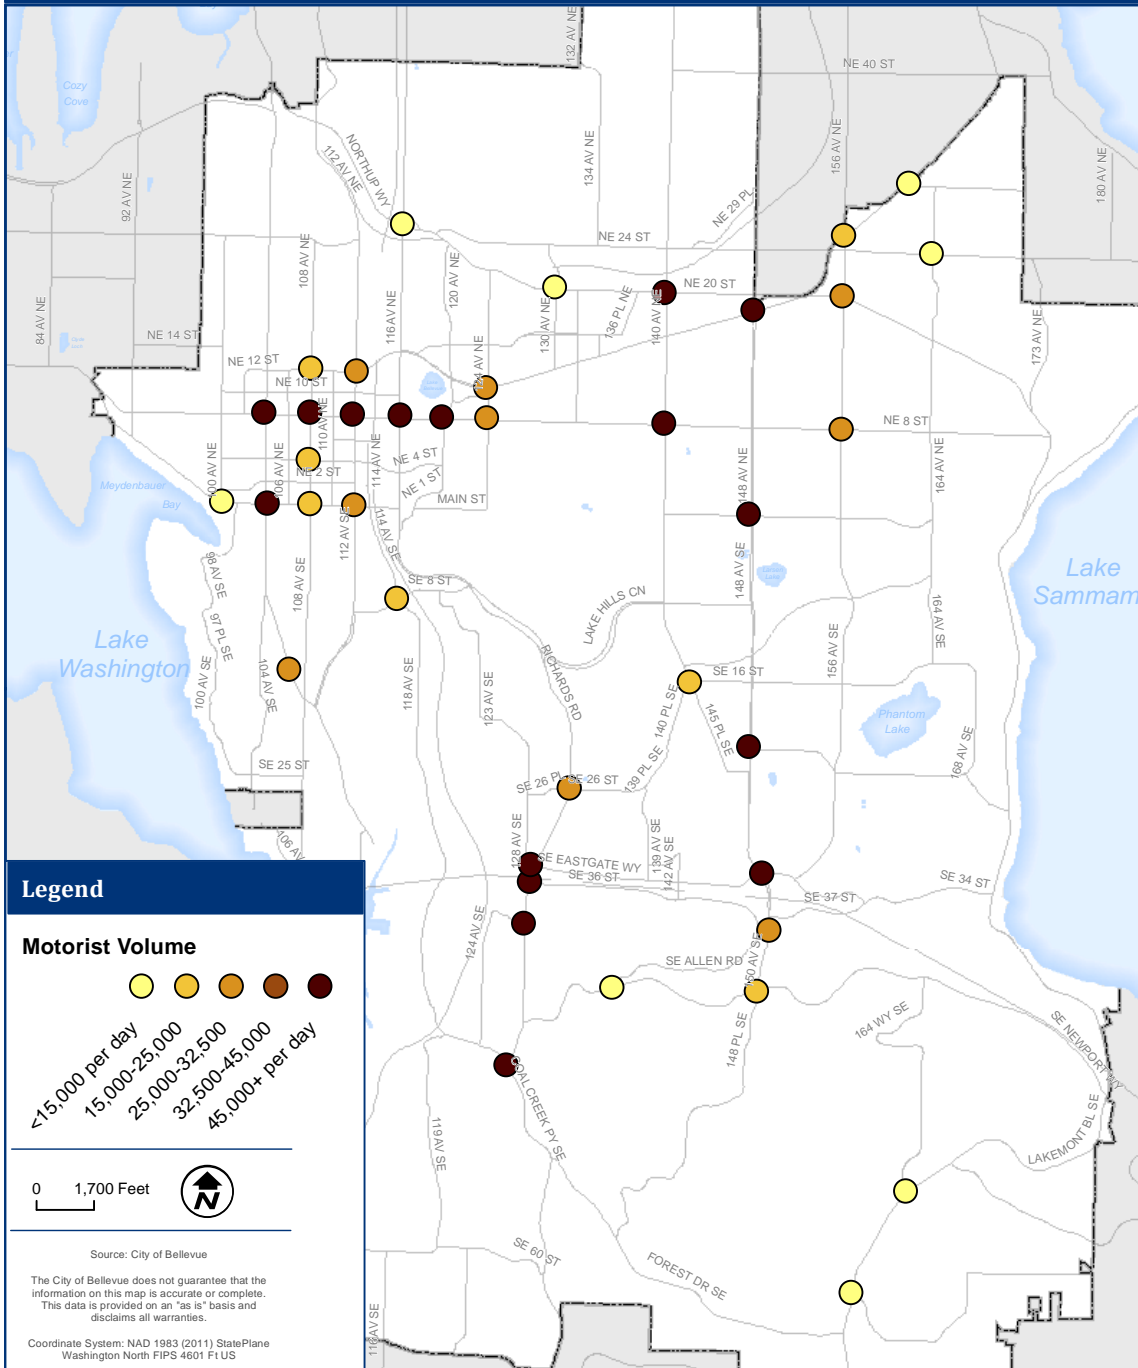 132 AV NE
NE 40 ST
Cozy
Cove
156 AV NE
NORTHUP WY
112 AV NE
134 AV NE
180 AV NE
92 AV NE
NE 29 PL
NE 24 ST
108 AV NE
120 AV NE
NE 20 ST
84 AV NE
116 AV NE
130 AV NE
136 PL NE
140 AV NE
173 AV NE
NE 14 ST
NE 12 ST
NE 10 ST
124 AV NE
110 AV NE
NE 8 ST
100 AV NE
106 AV NE
114 AV NE
NE 4 ST
NE 2 ST
NE 1 ST
148 AV NE
164 AV NE
Meydenbauer
Bay
MAIN ST
112 AV SE
114 AV SE
98 AV SE
108 AV SE
SE 8 ST
148 AV SE
Lake
Sammam
LAKE HILLS CN
97 PL SE
164 AV SE
Lake
Washington
156 AV SE
100 AV SE
104 AV SE
118 AV SE
123 AV SE
RICHARDS RD
SE 16 ST
140 PL SE
145 PL SE
Phantom
Lake
168 AV SE
SE 25 ST
SE 26 PL
SE 26 ST
139 PL SE
106 AV
128 AV SE
139 AV SE
142 AV SE
SE EASTGATE WY
SE 36 ST
SE 34 ST
SE 37 ST
124 AV SE
SE ALLEN RD
150 AV SE
148 PL SE
164 WY SE
SE NEWPORT WY
COAL CREEK PY SE
119 AV SE
LAKEMONT BL SE
SE 60 ST
FOREST DR SE
116 AV SE
Legend
Motorist Volume
<15,000 per day
15,000-25,000
25,000-32,500
32,500-45,000
45,000+ per day
0 1,700 Feet
N
Source: City of Bellevue
The City of Bellevue does not guarantee that the
information on this map is accurate or complete.
This data is provided on an "as is" basis and
disclaims all warranties.
Coordinate System: NAD 1983 (2011) StatePlane
Washington North FIPS 4601 Ft US